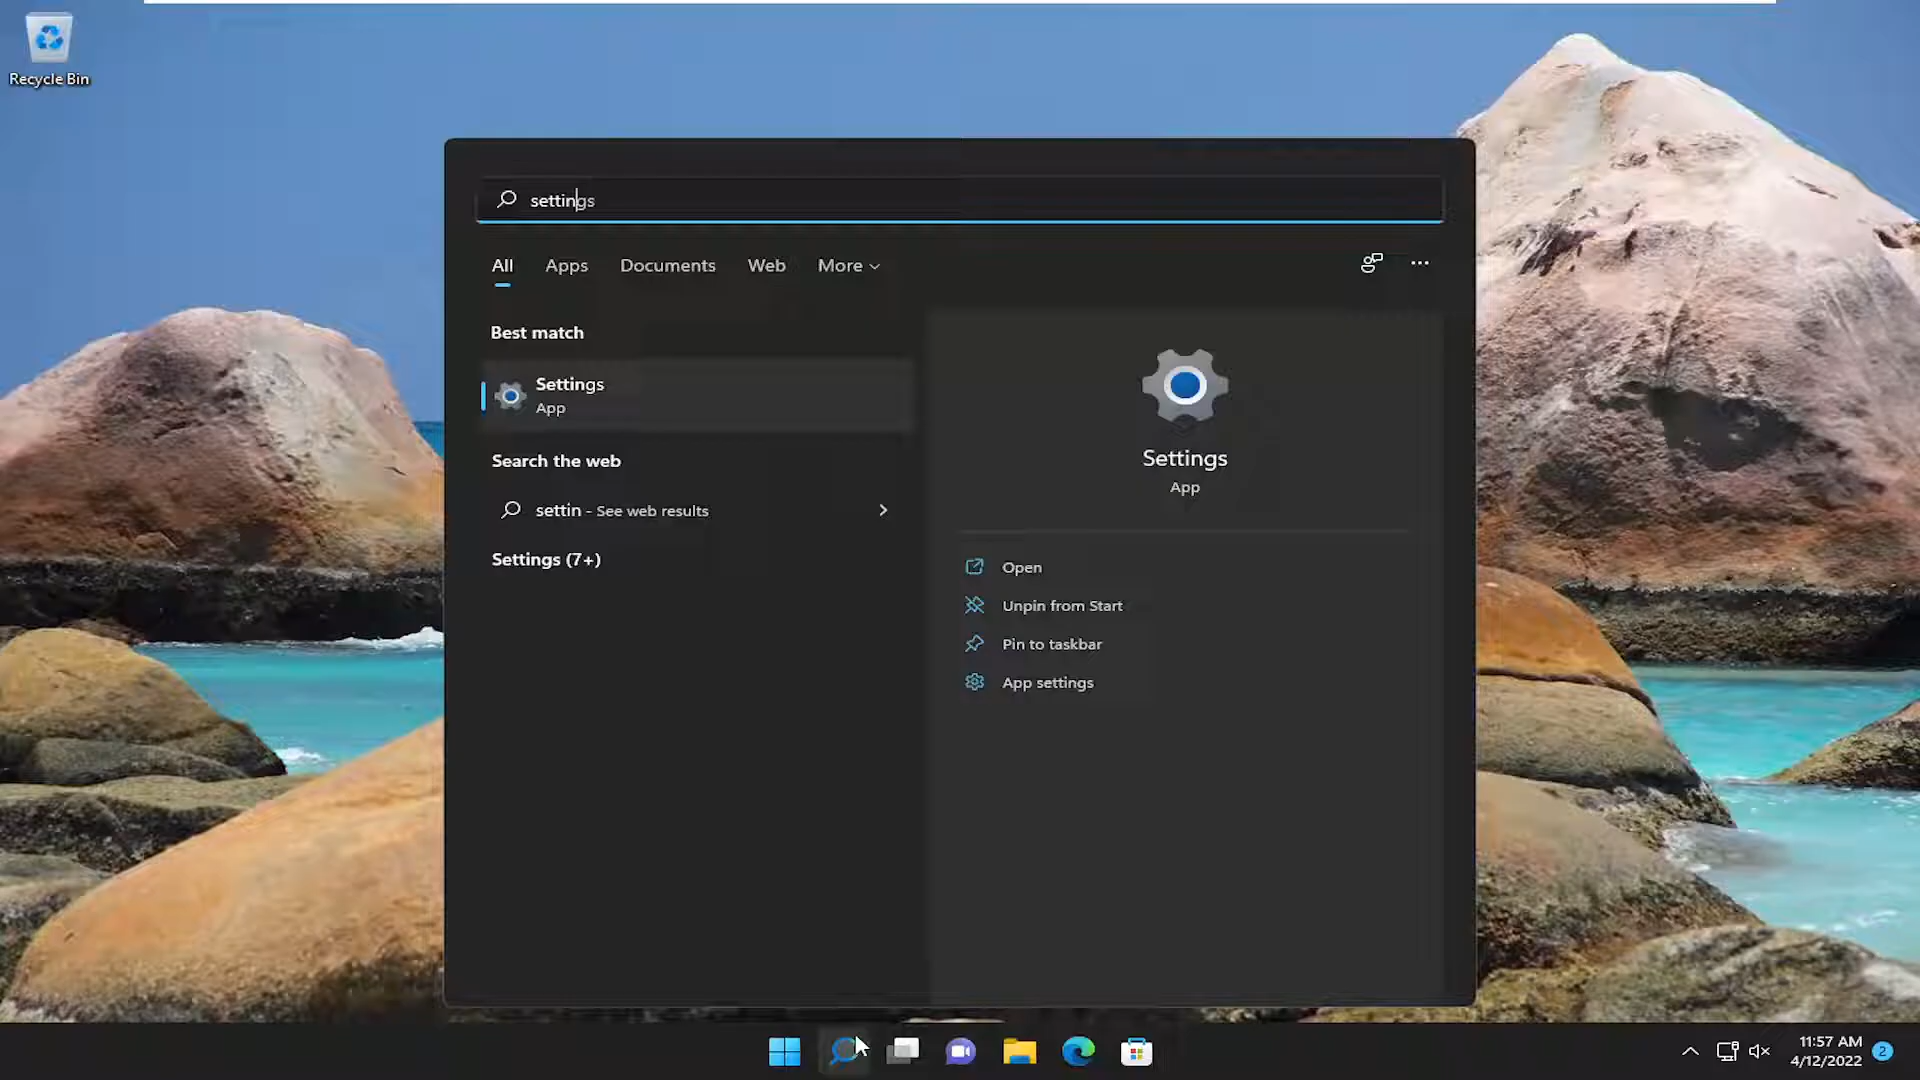 Recycle Bin
settings
All Apps Documents Web More
Best match
Settings
App
Search the web
settin - See web results
Settings (7+)
Settings
App
Open
Unpin from Start
Pin to taskbar
App settings
11:57 AM
4/12/2022
2